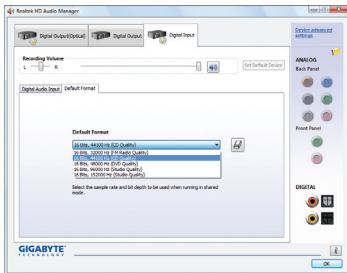 Realtek HD Audio Manager
Digital Output(Optical)
Digital Output
Digital Input
Device advanced
settings
Recording Volume
L
R
Set Default Device
ANALOG
Back Panel
Digital Audio Input
Default Format
Default Format
16 Bits, 44100 Hz (CD Quality)
16 Bits, 32000 Hz (FM Radio Quality)
16 Bits, 44100 Hz (CD Quality)
16 Bits, 48000 Hz (DVD Quality)
16 Bits, 96000 Hz (Studio Quality)
16 Bits, 192000 Hz (Studio Quality)
Select the sample rate and bit depth to be used when running in shared
mode.
Front Panel
DIGITAL
GIGABYTE
TECHNOLOGY
OK